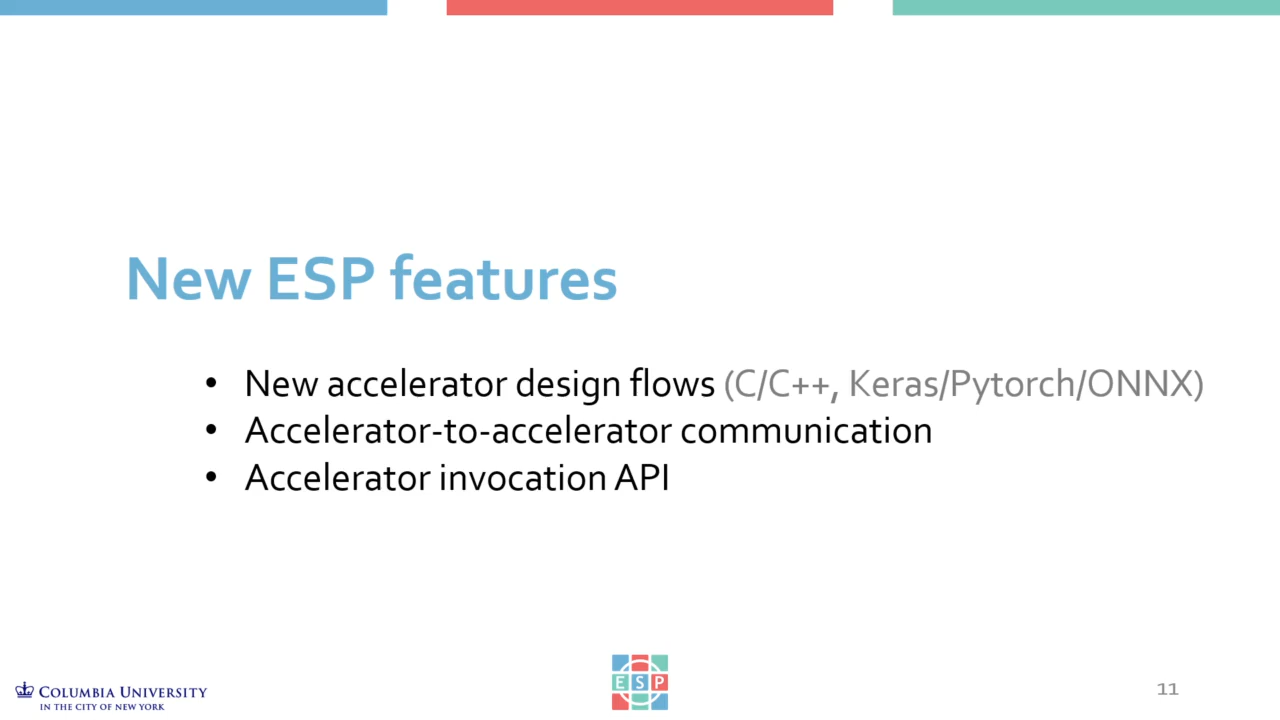 New ESP features
• New accelerator design flows (C/C++, Keras/Pytorch/ONNX)
• Accelerator-to-accelerator communication
• Accelerator invocation API
COLUMBIA UNIVERSITY
IN THE CITY OF NEW YORK
ESP
11